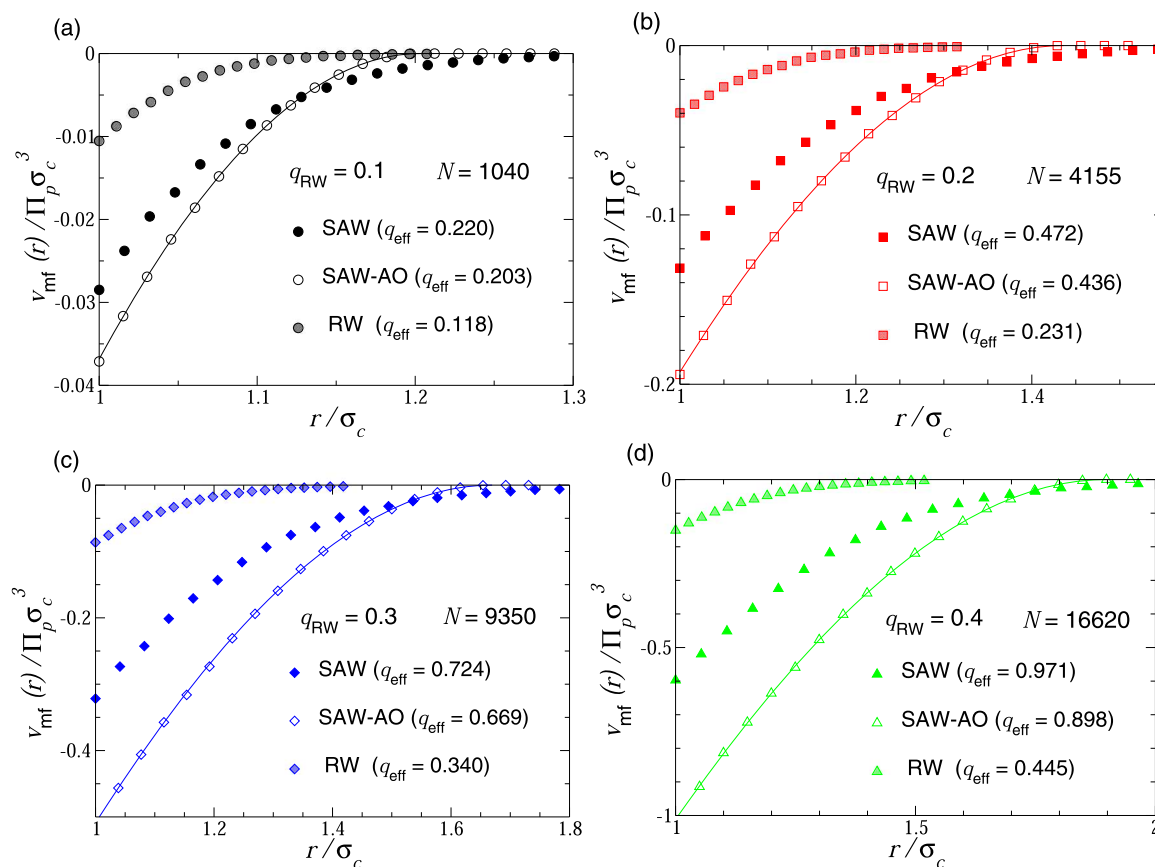 (a)
0
-0.01
-0.02
-0.03
-0.04
v_mf (r) / Π_p σ_c^3
q_RW = 0.1 N = 1040
SAW (q_eff = 0.220)
SAW-AO (q_eff = 0.203)
RW (q_eff = 0.118)
1 1.1 1.2 1.3
r / σ_c
(b)
0
-0.1
-0.2
v_mf (r) / Π_p σ_c^3
q_RW = 0.2 N = 4155
SAW (q_eff = 0.472)
SAW-AO (q_eff = 0.436)
RW (q_eff = 0.231)
1 1.2 1.4
r / σ_c
(c)
0
-0.2
-0.4
v_mf (r) / Π_p σ_c^3
q_RW = 0.3 N = 9350
SAW (q_eff = 0.724)
SAW-AO (q_eff = 0.669)
RW (q_eff = 0.340)
1 1.2 1.4 1.6 1.8
r / σ_c
(d)
0
-0.5
-1
v_mf (r) / Π_p σ_c^3
q_RW = 0.4 N = 16620
SAW (q_eff = 0.971)
SAW-AO (q_eff = 0.898)
RW (q_eff = 0.445)
1 1.5 2
r / σ_c